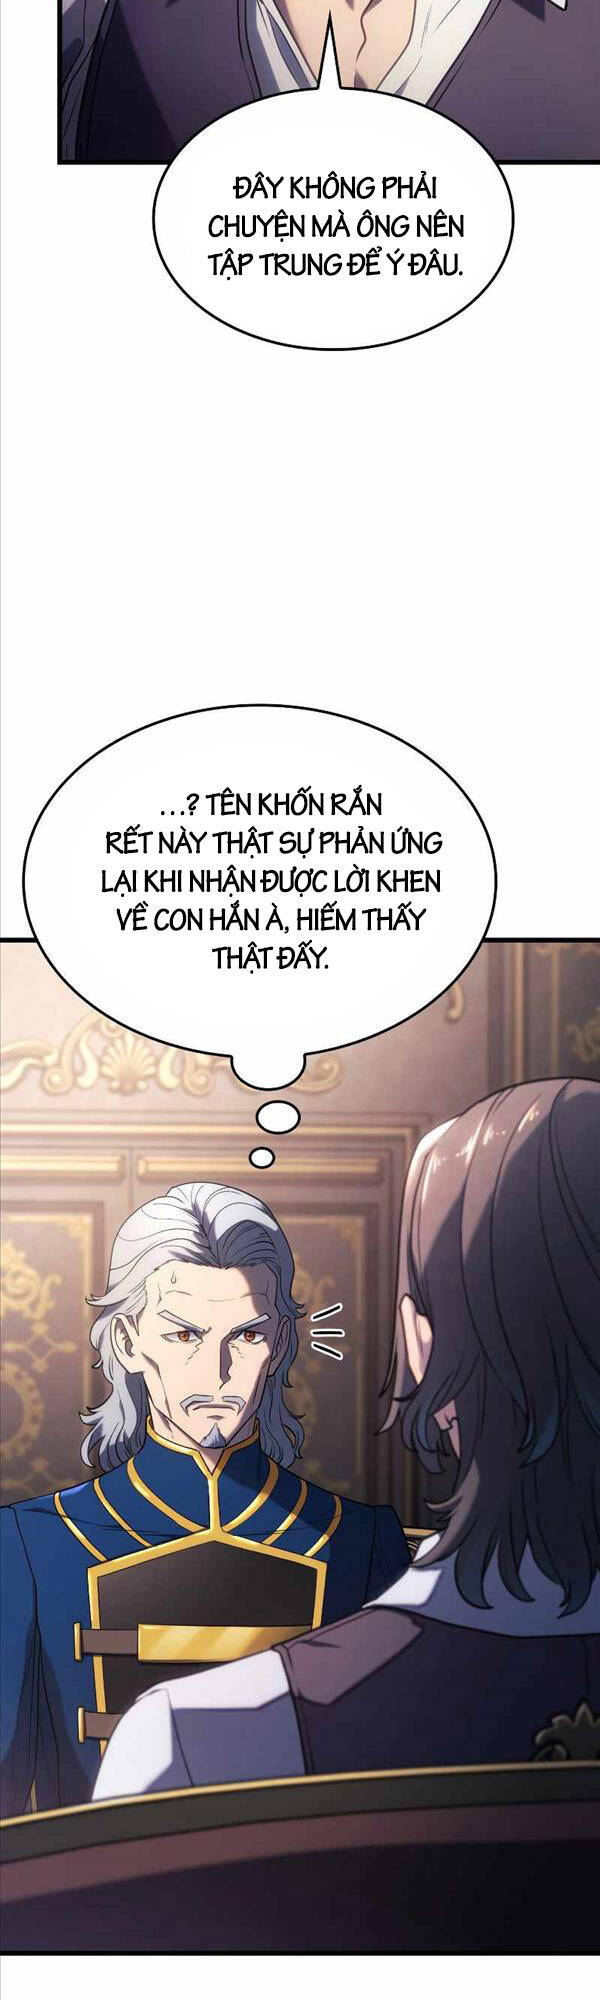 ĐÂY KHÔNG PHẢI
CHUYỆN MÀ ÔNG NÊN
TẬP TRUNG ĐỂ Ý ĐÂU.
...? TÊN KHỐN RẮN
RẾT NÀY THẬT SỰ PHẢN ỨNG
LẠI KHI NHẬN ĐƯỢC LỜI KHEN
VỀ CON HẮN À, HIẾM THẤY
THẬT ĐẤY.